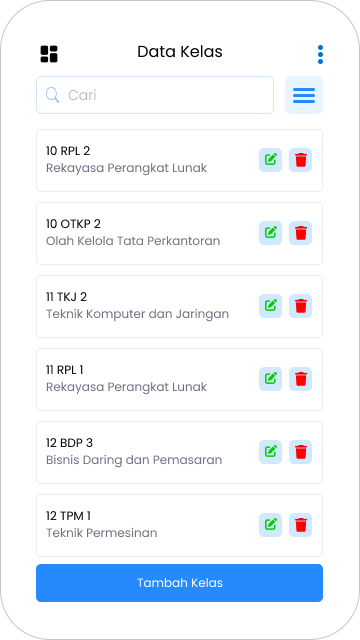 Data Kelas
Cari
10 RPL 2
Rekayasa Perangkat Lunak
10 OTKP 2
Olah Kelola Tata Perkantoran
11 TKJ 2
Teknik Komputer dan Jaringan
11 RPL 1
Rekayasa Perangkat Lunak
12 BDP 3
Bisnis Daring dan Pemasaran
12 TPM 1
Teknik Permesinan
Tambah Kelas